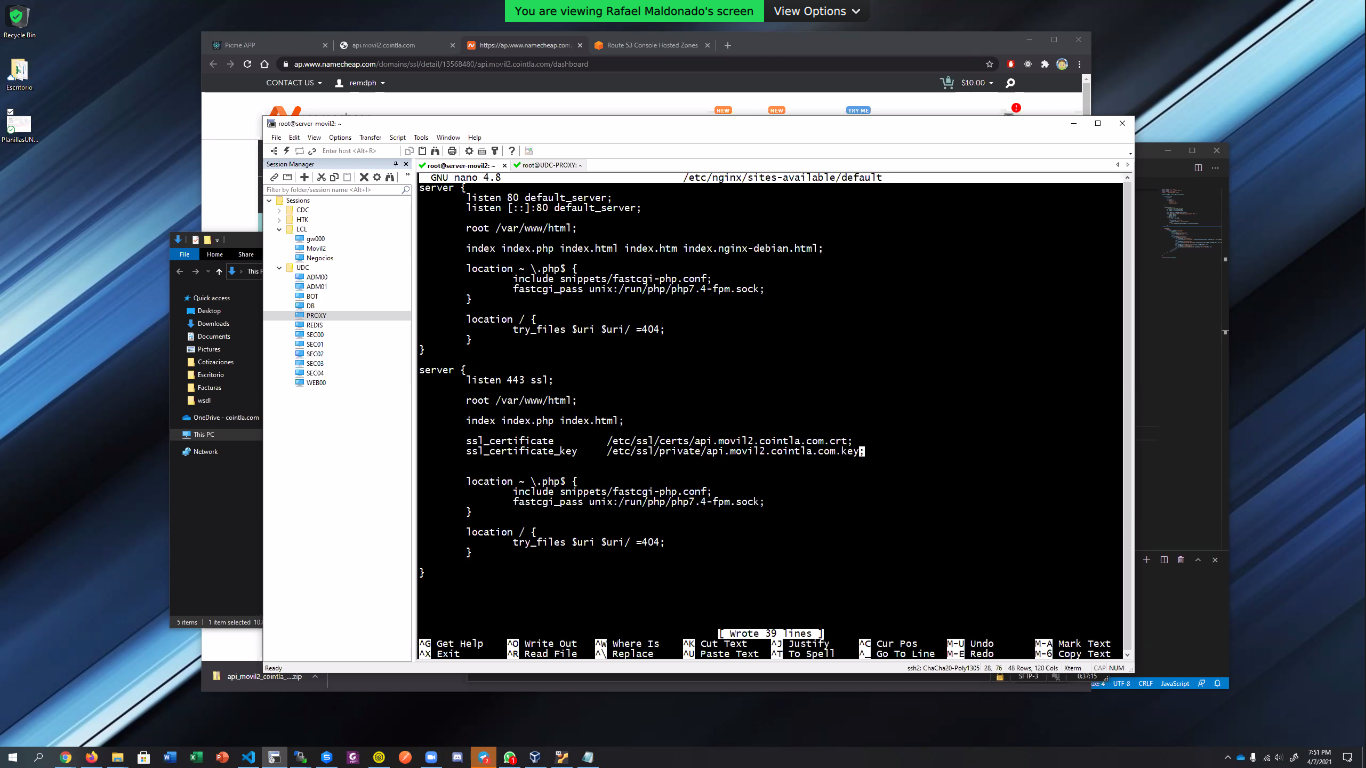 You are viewing Rafael Maldonado's screen
View Options
Recycle Bin
Escritorio
PlanillasUN...
Picme APP
api.movil2.cointla.com
https://ap.www.namecheap.com/
Route 53 Console Hosted Zones
ap.www.namecheap.com/domains/ssl/detail/13568480/api.movil2.cointla.com/dashboard
CONTACT US
remdph
$10.00
NEW
NEW
TRY ME
root@server-movil2: ~
File Edit View Options Transfer Script Tools Window Help
Enter host <Alt+R>
Session Manager
Filter by folder/session name <Alt+I>
Sessions
CDC
HTK
LCL
gw000
Movil2
Negocios
UDC
ADM00
ADM01
BOT
DB
PROXY
REDIS
SEC00
SEC01
SEC02
SEC03
SEC04
WEB00
root@server-movil2: ~
root@UDC-PROXY: ~
GNU nano 4.8 /etc/nginx/sites-available/default
server {
listen 80 default_server;
listen [::]:80 default_server;
root /var/www/html;
index index.php index.html index.htm index.nginx-debian.html;
location ~ \.php$ {
include snippets/fastcgi-php.conf;
fastcgi_pass unix:/run/php/php7.4-fpm.sock;
}
location / {
try_files $uri $uri/ =404;
}
}
server {
listen 443 ssl;
root /var/www/html;
index index.php index.html;
ssl_certificate /etc/ssl/certs/api.movil2.cointla.com.crt;
ssl_certificate_key /etc/ssl/private/api.movil2.cointla.com.key;
location ~ \.php$ {
include snippets/fastcgi-php.conf;
fastcgi_pass unix:/run/php/php7.4-fpm.sock;
}
location / {
try_files $uri $uri/ =404;
}
}
[ Wrote 39 lines ]
^G Get Help ^O Write Out ^W Where Is ^K Cut Text ^J Justify ^C Cur Pos M-U Undo M-A Mark Text
^X Exit ^R Read File ^\ Replace ^U Paste Text ^T To Spell ^_ Go To Line M-E Redo M-6 Copy Text
Ready
ssh2: ChaCha20-Poly1305 28, 76 48 Rows, 120 Cols Xterm CAP NUM
File Home Share
This P
Quick access
Desktop
Downloads
Documents
Pictures
Cotizaciones
Escritorio
Facturas
wsdl
OneDrive - cointla.com
This PC
Network
5 items 1 item selected
api_movil2_cointla_....zip
SFTP-3
0:37:15
UTF 8 CRLF JavaScript
7:51 PM
4/7/2021